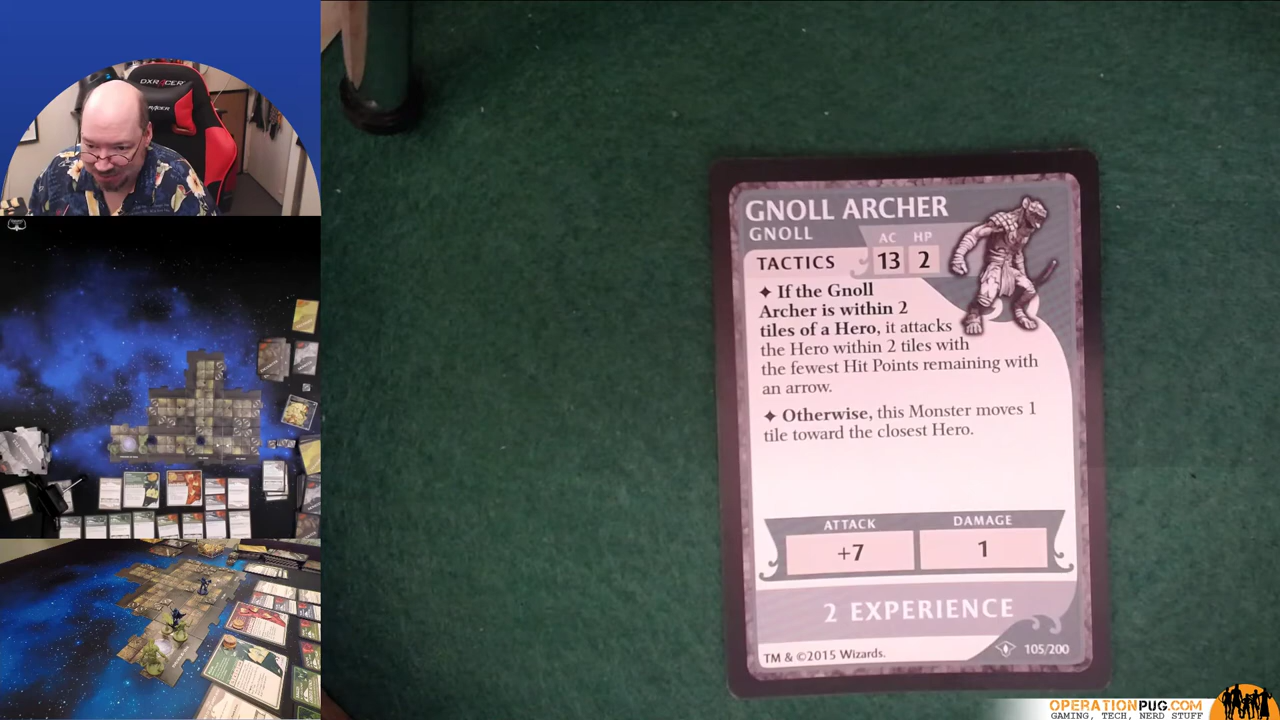 DXRACER
GNOLL ARCHER
GNOLL
AC HP
TACTICS 13 2
✦ If the Gnoll
Archer is within 2
tiles of a Hero, it attacks
the Hero within 2 tiles with
the fewest Hit Points remaining with
an arrow.
✦ Otherwise, this Monster moves 1
tile toward the closest Hero.
ATTACK DAMAGE
+7 1
2 EXPERIENCE
TM & ©2015 Wizards. 105/200
OPERATIONPUG.COM
GAMING, TECH, NERD STUFF